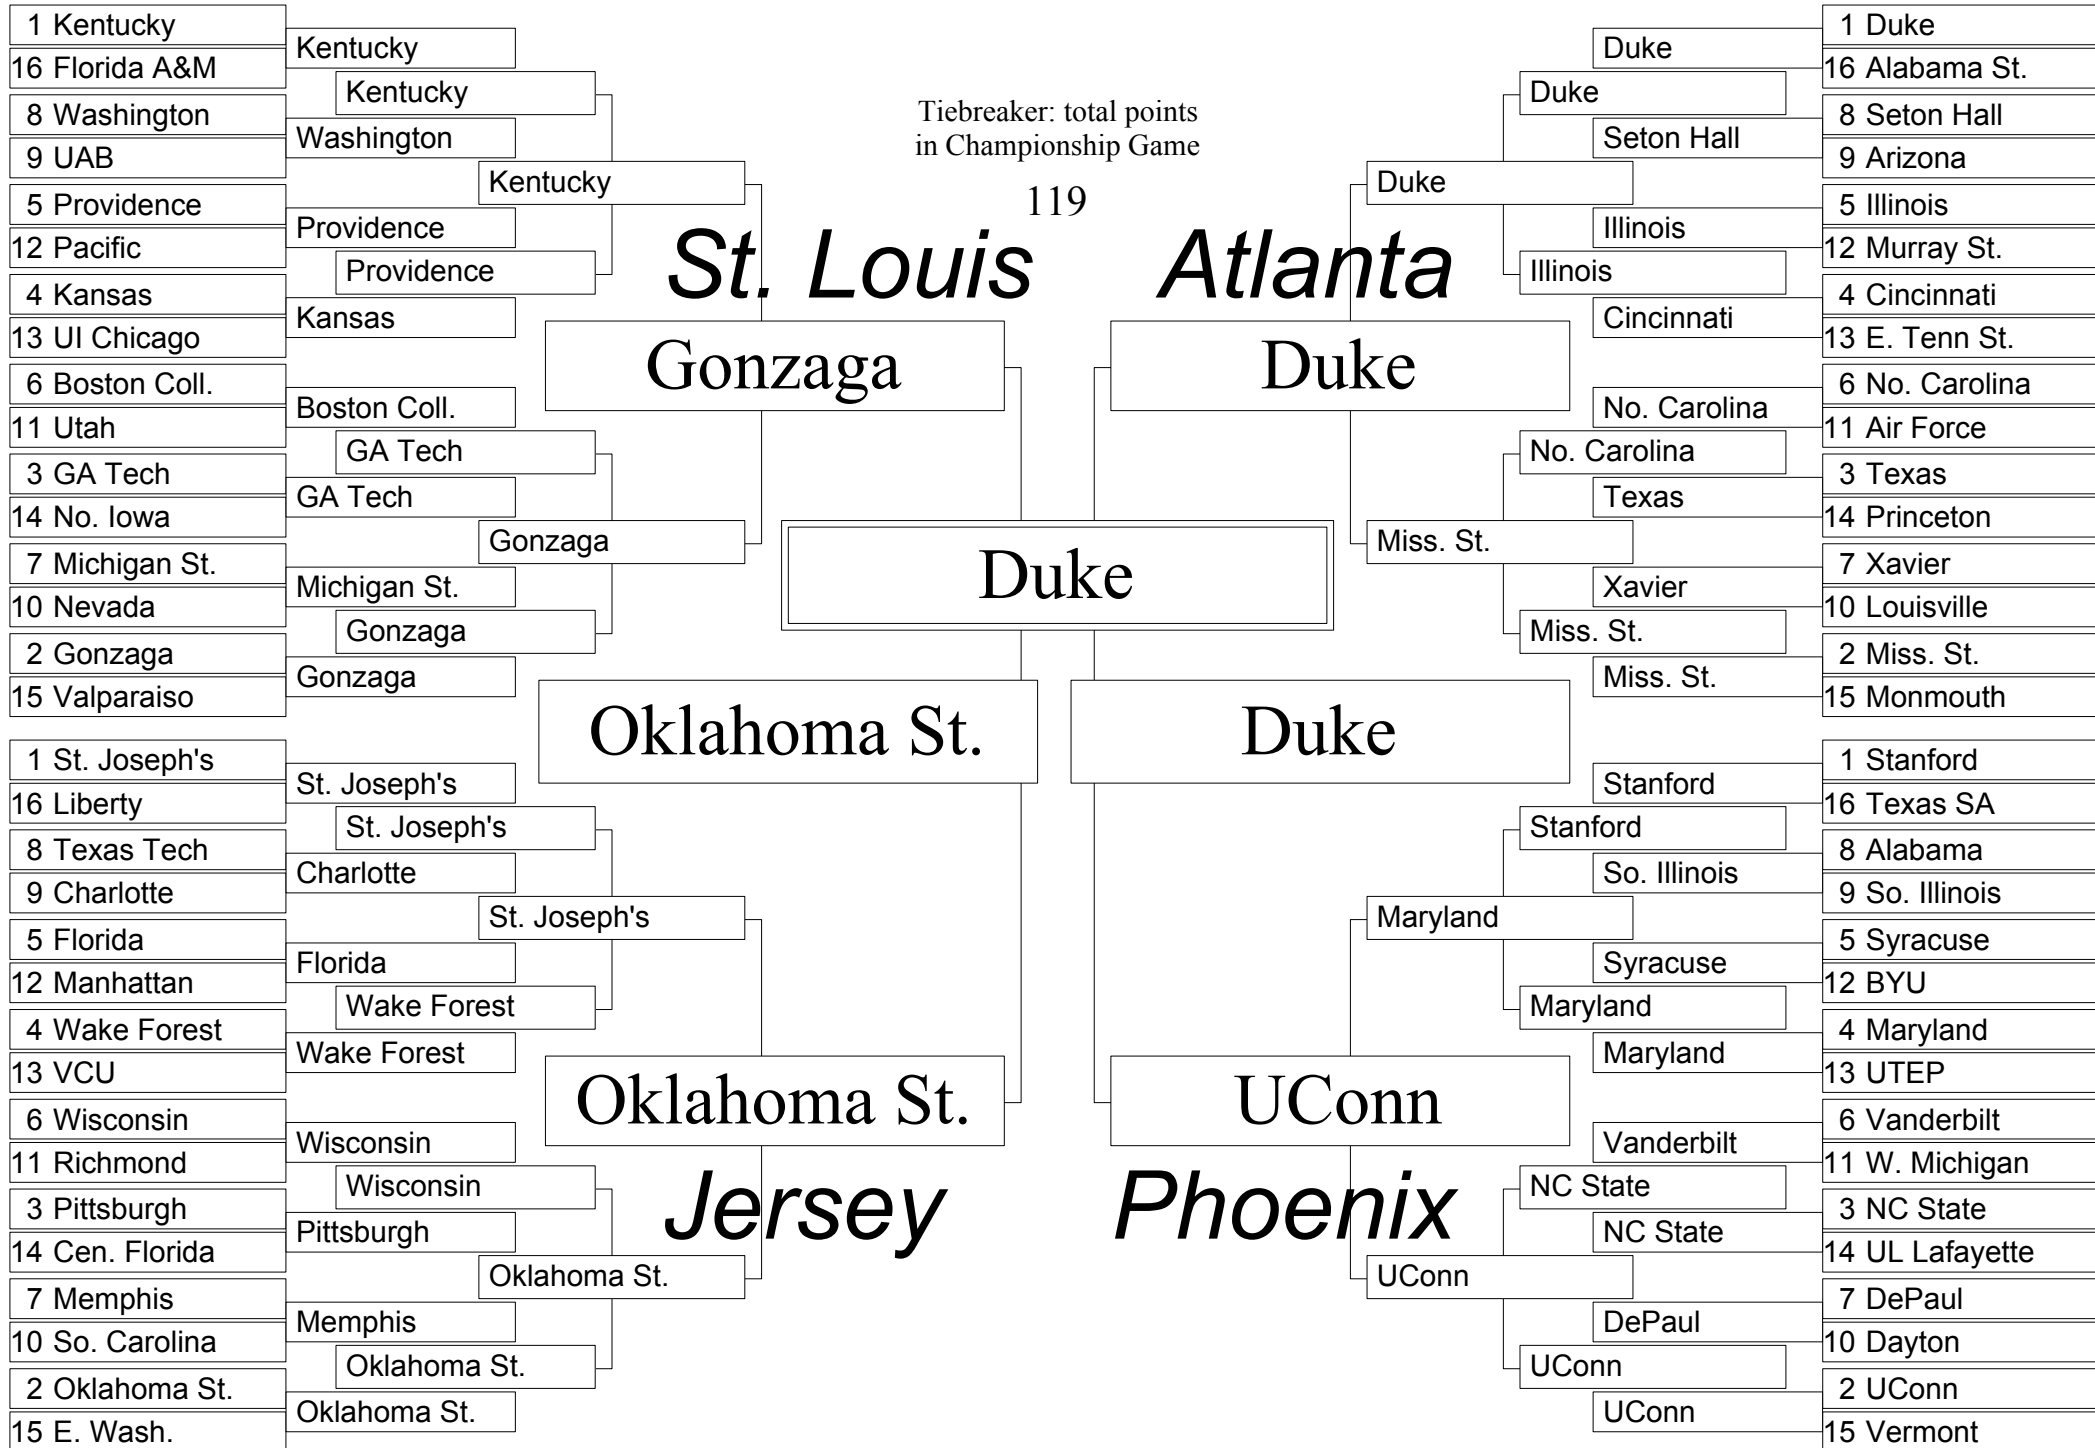 1 Kentucky
16 Florida A&M
8 Washington
9 UAB
5 Providence
12 Pacific
4 Kansas
13 UI Chicago
6 Boston Coll.
11 Utah
3 GA Tech
14 No. Iowa
7 Michigan St.
10 Nevada
2 Gonzaga
15 Valparaiso
1 St. Joseph's
16 Liberty
8 Texas Tech
9 Charlotte
5 Florida
12 Manhattan
4 Wake Forest
13 VCU
6 Wisconsin
11 Richmond
3 Pittsburgh
14 Cen. Florida
7 Memphis
10 So. Carolina
2 Oklahoma St.
15 E. Wash.
Kentucky
Washington
Providence
Kansas
Boston Coll.
GA Tech
Michigan St.
Gonzaga
St. Joseph's
Charlotte
Florida
Wake Forest
Wisconsin
Pittsburgh
Memphis
Oklahoma St.
Kentucky
Providence
GA Tech
Gonzaga
St. Joseph's
Wake Forest
Wisconsin
Oklahoma St.
Kentucky
Gonzaga
St. Joseph's
Oklahoma St.
Tiebreaker: total points
in Championship Game
119
St. Louis
Atlanta
Gonzaga
Duke
Duke
Oklahoma St.
Duke
Oklahoma St.
UConn
Jersey
Phoenix
Duke
Miss. St.
Maryland
UConn
Duke
Illinois
No. Carolina
Miss. St.
Stanford
Maryland
NC State
UConn
Duke
Seton Hall
Illinois
Cincinnati
No. Carolina
Texas
Xavier
Miss. St.
Stanford
So. Illinois
Syracuse
Maryland
Vanderbilt
NC State
DePaul
UConn
1 Duke
16 Alabama St.
8 Seton Hall
9 Arizona
5 Illinois
12 Murray St.
4 Cincinnati
13 E. Tenn St.
6 No. Carolina
11 Air Force
3 Texas
14 Princeton
7 Xavier
10 Louisville
2 Miss. St.
15 Monmouth
1 Stanford
16 Texas SA
8 Alabama
9 So. Illinois
5 Syracuse
12 BYU
4 Maryland
13 UTEP
6 Vanderbilt
11 W. Michigan
3 NC State
14 UL Lafayette
7 DePaul
10 Dayton
2 UConn
15 Vermont